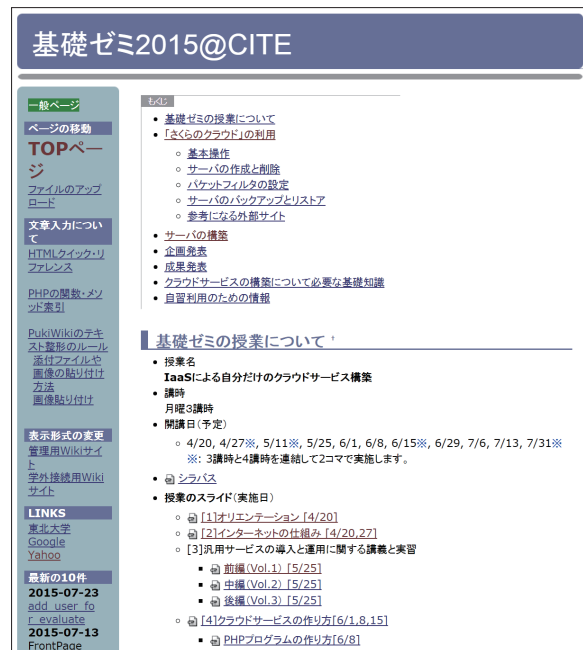 基礎ゼミ2015@CITE
一般ページ
ページの移動
TOPペー
ジ
ファイルのアップ
ロード
文章入力につい
て
HTMLクイック・リ
ファレンス
PHPの関数・メソ
ッド索引
PukiWikiのテキ
スト整形のルール
添付ファイルや
画像の貼り付け
方法
画像貼り付け
表示形式の変更
管理用Wikiサイ
ト
学外接続用Wiki
サイト
LINKS
東北大学
Google
Yahoo
最新の10件
2015-07-23
add_user_fo
r_evaluate
2015-07-13
FrontPage
もくじ
基礎ゼミの授業について
「さくらのクラウド」の利用
基本操作
サーバの作成と削除
パケットフィルタの設定
サーバのバックアップとリストア
参考になる外部サイト
サーバの構築
企画発表
成果発表
クラウドサービスの構築について必要な基礎知識
自習利用のための情報
基礎ゼミの授業について †
授業名
IaaSによる自分だけのクラウドサービス構築
講時
月曜3講時
開講日(予定)
4/20, 4/27※, 5/11※, 5/25, 6/1, 6/8, 6/15※, 6/29, 7/6, 7/13, 7/31※
※: 3講時と4講時を連結して2コマで実施します。
シラバス
授業のスライド(実施日)
[1]オリエンテーション [4/20]
[2]インターネットの仕組み [4/20,27]
[3]汎用サービスの導入と運用に関する講義と実習
前編(Vol.1) [5/25]
中編(Vol.2) [5/25]
後編(Vol.3) [5/25]
[4]クラウドサービスの作り方[6/1,8,15]
PHPプログラムの作り方[6/8]